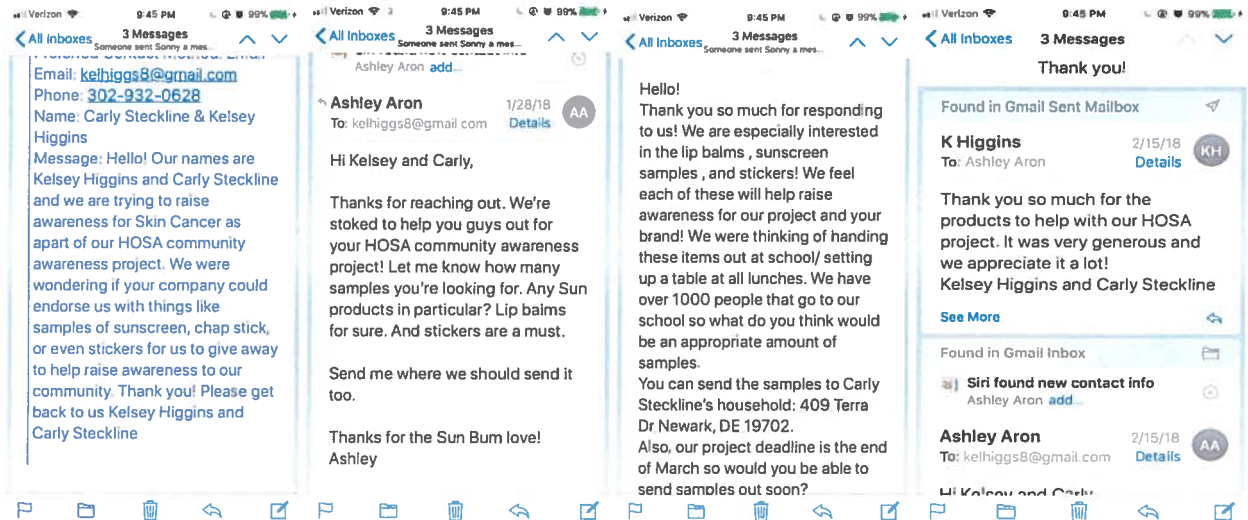 Verizon 9:45 PM 99%
All Inboxes 3 Messages
Someone sent Sonny a mes...
Preferred Contact Method: Email
Email: kelhiggs8@gmail.com
Phone: 302-932-0628
Name: Carly Steckline & Kelsey
Higgins
Message: Hello! Our names are
Kelsey Higgins and Carly Steckline
and we are trying to raise
awareness for Skin Cancer as
apart of our HOSA community
awareness project. We were
wondering if your company could
endorse us with things like
samples of sunscreen, chap stick,
or even stickers for us to give away
to help raise awareness to our
community. Thank you! Please get
back to us Kelsey Higgins and
Carly Steckline
Verizon 9:45 PM 99%
All Inboxes 3 Messages
Someone sent Sonny a mes...
Siri found new contact info
Ashley Aron add...
Ashley Aron 1/28/18 AA
To: kelhiggs8@gmail.com Details
Hi Kelsey and Carly,
Thanks for reaching out. We're
stoked to help you guys out for
your HOSA community awareness
project! Let me know how many
samples you're looking for. Any Sun
products in particular? Lip balms
for sure. And stickers are a must.
Send me where we should send it
too.
Thanks for the Sun Bum love!
Ashley
Verizon 9:45 PM 99%
All Inboxes 3 Messages
Someone sent Sonny a mes...
Hello!
Thank you so much for responding
to us! We are especially interested
in the lip balms , sunscreen
samples , and stickers! We feel
each of these will help raise
awareness for our project and your
brand! We were thinking of handing
these items out at school/ setting
up a table at all lunches. We have
over 1000 people that go to our
school so what do you think would
be an appropriate amount of
samples.
You can send the samples to Carly
Steckline's household: 409 Terra
Dr Newark, DE 19702.
Also, our project deadline is the end
of March so would you be able to
send samples out soon?
Verizon 9:45 PM 99%
All Inboxes 3 Messages
Thank you!
Found in Gmail Sent Mailbox
K Higgins 2/15/18 KH
To: Ashley Aron Details
Thank you so much for the
products to help with our HOSA
project. It was very generous and
we appreciate it a lot!
Kelsey Higgins and Carly Steckline
See More
Found in Gmail Inbox
Siri found new contact info
Ashley Aron add...
Ashley Aron 2/15/18 AA
To: kelhiggs8@gmail.com Details
Hi Kelsey and Carly,